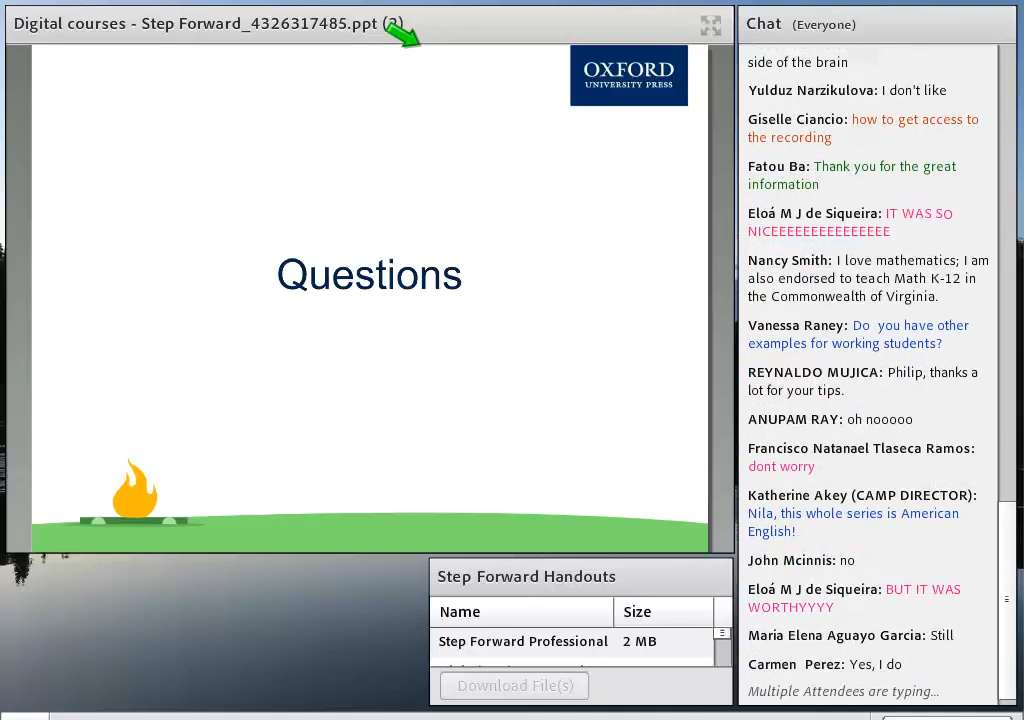 Digital courses - Step Forward_4326317485.ppt (2)
OXFORD
UNIVERSITY PRESS
Questions
Step Forward Handouts
Name Size
Step Forward Professional 2 MB
Download File(s)
Chat (Everyone)
side of the brain
Yulduz Narzikulova: I don't like
Giselle Ciancio: how to get access to
the recording
Fatou Ba: Thank you for the great
information
Eloá M J de Siqueira: IT WAS SO
NICEEEEEEEEEEEEEEE
Nancy Smith: I love mathematics; I am
also endorsed to teach Math K-12 in
the Commonwealth of Virginia.
Vanessa Raney: Do you have other
examples for working students?
REYNALDO MUJICA: Philip, thanks a
lot for your tips.
ANUPAM RAY: oh nooooo
Francisco Natanael Tlaseca Ramos:
dont worry
Katherine Akey (CAMP DIRECTOR):
Nila, this whole series is American
English!
John Mcinnis: no
Eloá M J de Siqueira: BUT IT WAS
WORTHYYYY
Maria Elena Aguayo Garcia: Still
Carmen Perez: Yes, I do
Multiple Attendees are typing...